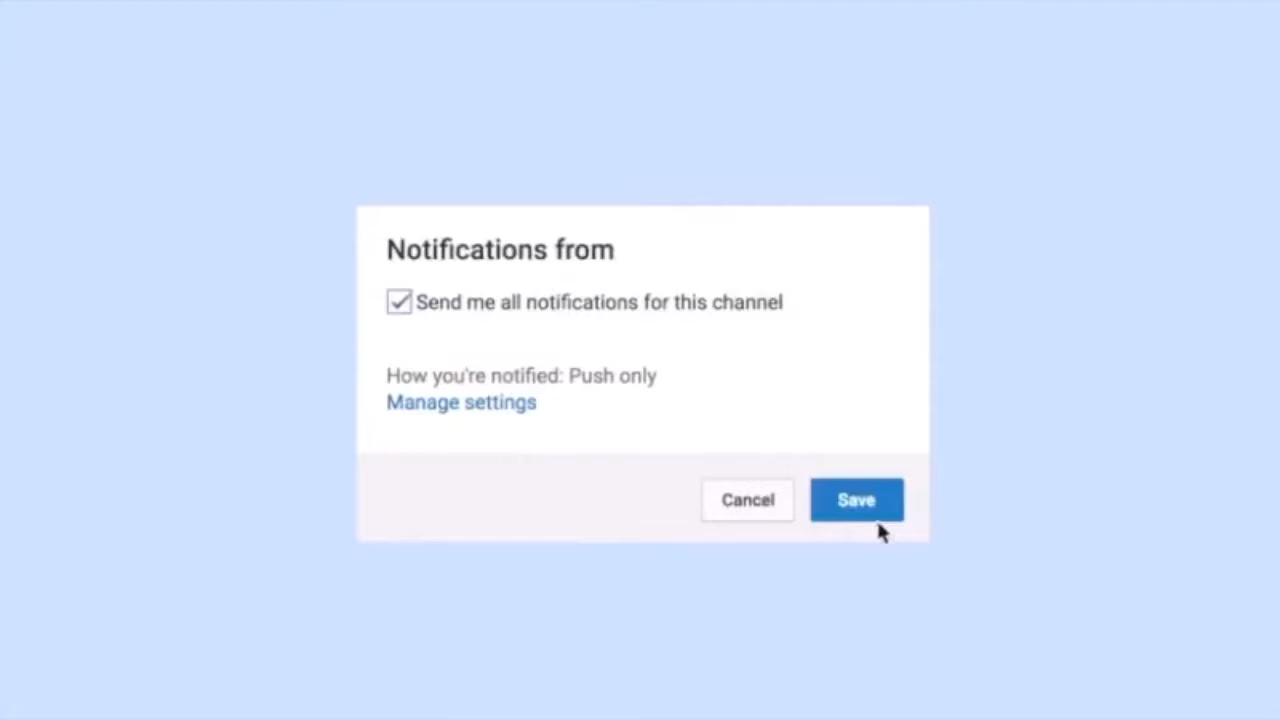 Notifications from
Send me all notifications for this channel
How you're notified: Push only
Manage settings
Cancel
Save